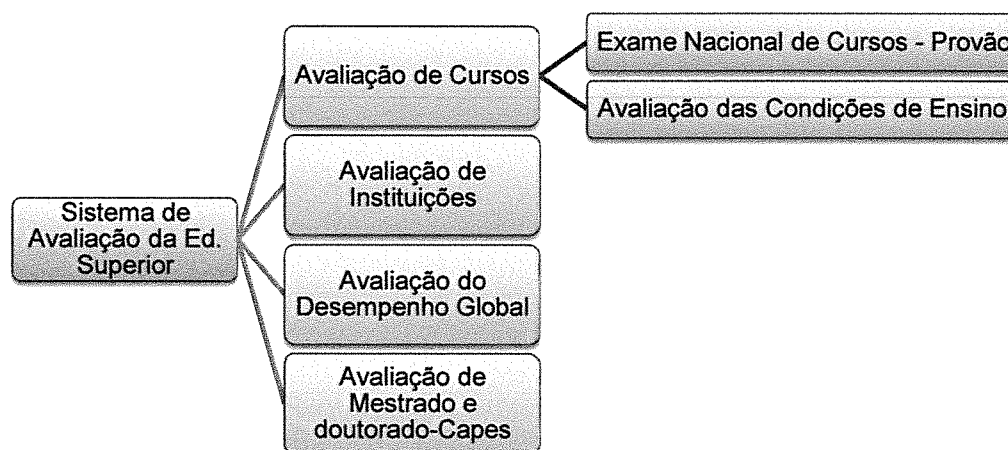 Sistema de
Avaliação da Ed.
Superior
Avaliação de Cursos
Exame Nacional de Cursos - Provão
Avaliação das Condições de Ensino
Avaliação de
Instituições
Avaliação do
Desempenho Global
Avaliação de
Mestrado e
doutorado-Capes